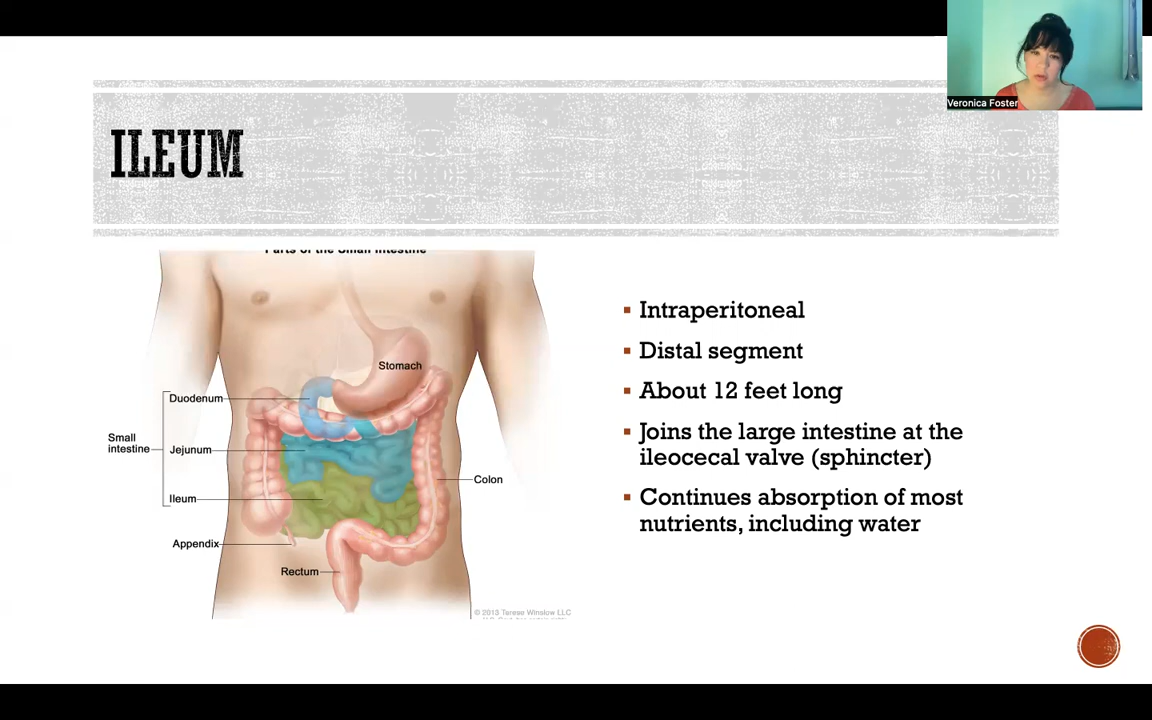 Veronica Foster
ILEUM
Parts of the Small Intestine
Stomach
Duodenum
Small
intestine
Jejunum
Colon
Ileum
Appendix
Rectum
© 2013 Terese Winslow LLC
▪ Intraperitoneal
▪ Distal segment
▪ About 12 feet long
▪ Joins the large intestine at the
ileocecal valve (sphincter)
▪ Continues absorption of most
nutrients, including water